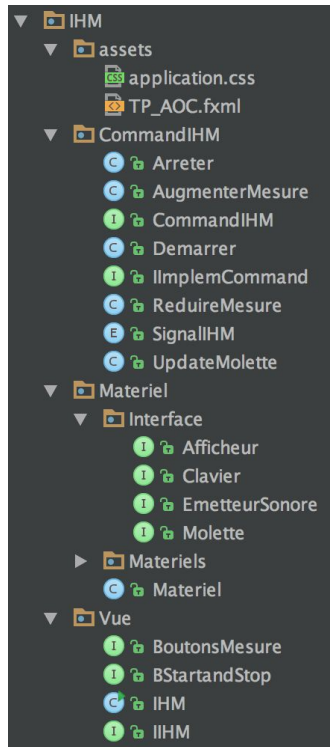 IHM
assets
CSS application.css
TP_AOC.fxml
CommandIHM
C Arreter
C AugmenterMesure
I CommandIHM
C Demarrer
I IImplemCommand
C ReduireMesure
E SignalIHM
C UpdateMolette
Materiel
Interface
I Afficheur
I Clavier
I EmetteurSonore
I Molette
Materiels
C Materiel
Vue
I BoutonsMesure
I BStartandStop
C IHM
I IIHM